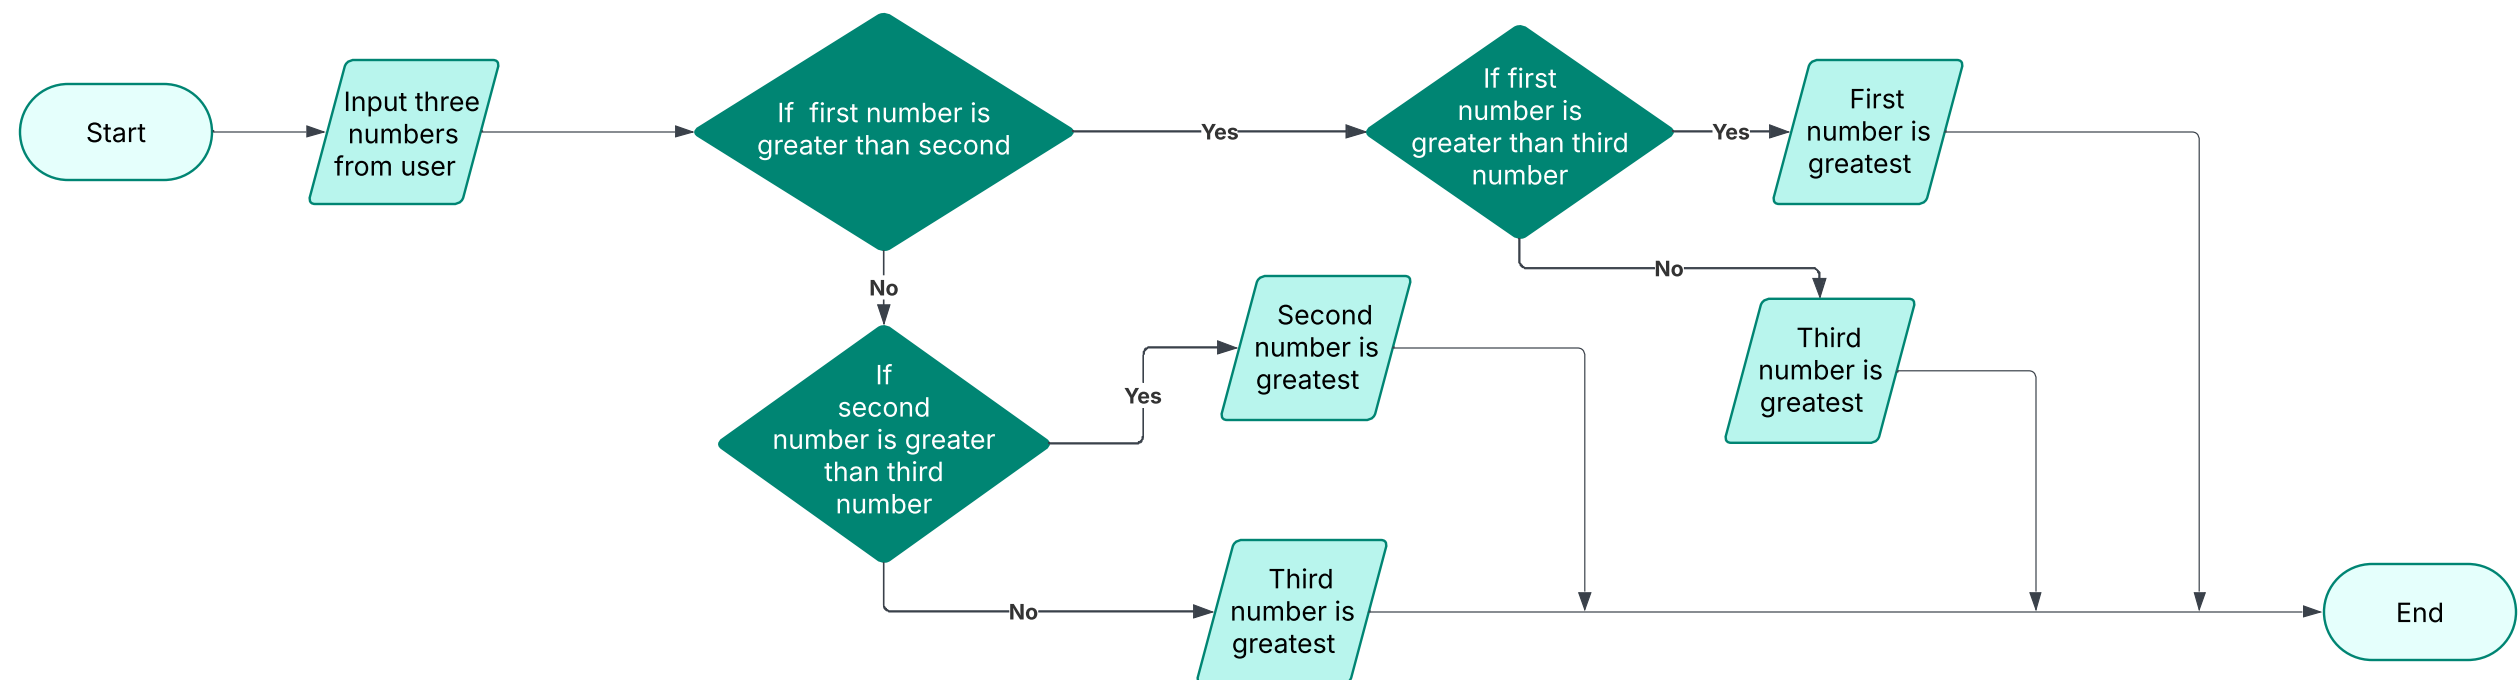 Start
Input three
numbers
from user
If  first number is
greater than second
Yes
If first
number is
greater than third
number
Yes
First
number is
greatest
No
No
Second
number is
greatest
Third
number is
greatest
If
second
number is greater
than third
number
Yes
No
Third
number is
greatest
End